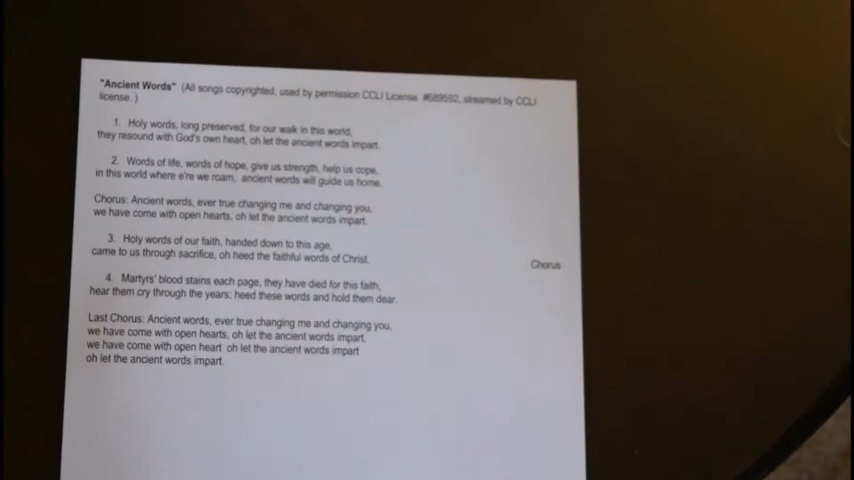 "Ancient Words" (All songs copyrighted, used by permission CCLI License #689592, streamed by CCLI
license. )
1. Holy words, long preserved, for our walk in this world,
they resound with God's own heart, oh let the ancient words impart.
2. Words of life, words of hope, give us strength, help us cope,
in this world where e're we roam, ancient words will guide us home.
Chorus: Ancient words, ever true changing me and changing you,
we have come with open hearts, oh let the ancient words impart.
3. Holy words of our faith, handed down to this age,
came to us through sacrifice, oh heed the faithful words of Christ.
Chorus
4. Martyrs' blood stains each page, they have died for this faith,
hear them cry through the years; heed these words and hold them dear.
Last Chorus: Ancient words, ever true changing me and changing you,
we have come with open hearts, oh let the ancient words impart.
we have come with open heart oh let the ancient words impart
oh let the ancient words impart.